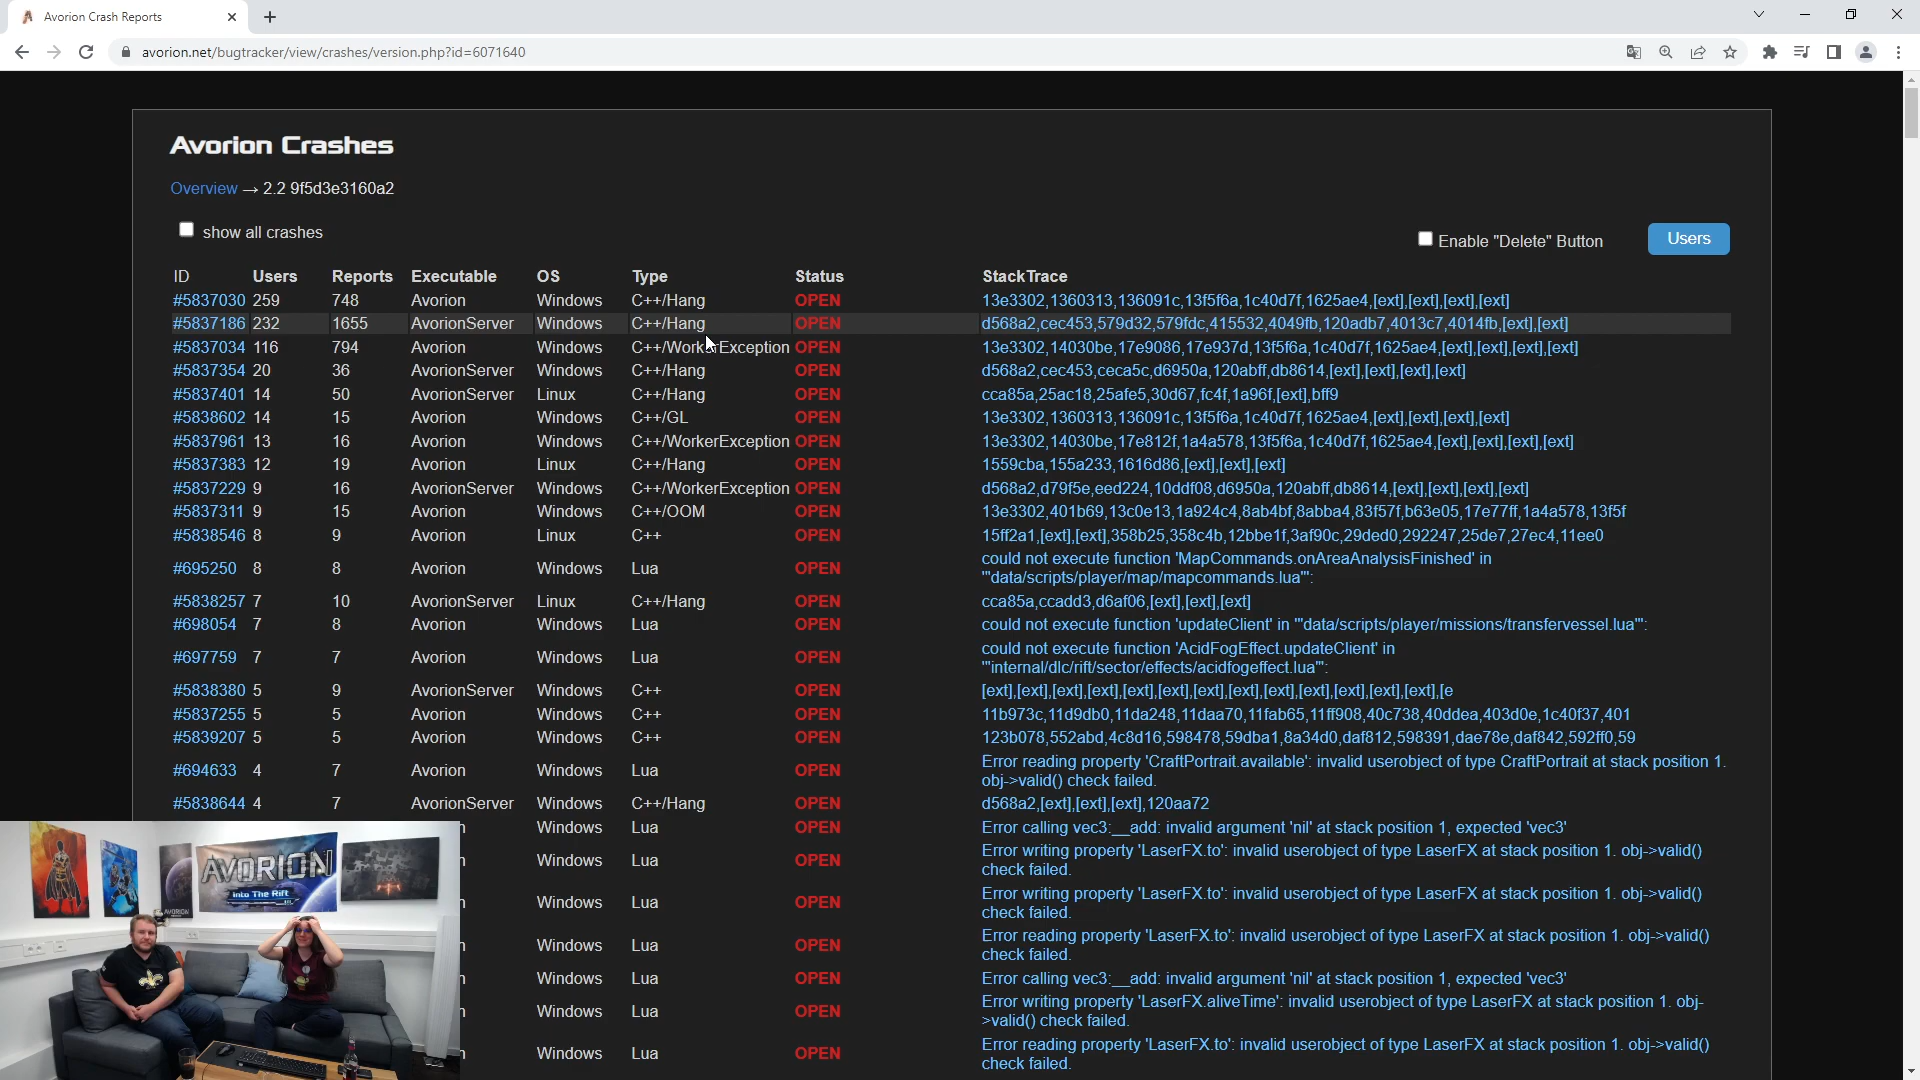 Avorion Crash Reports
avorion.net/bugtracker/view/crashes/version.php?id=6071640
Avorion Crashes
Overview → 2.2 9f5d3e3160a2
show all crashes
Enable "Delete" Button
Users
ID Users Reports Executable OS Type Status StackTrace
#5837030 259 748 Avorion Windows C++/Hang OPEN 13e3302,1360313,136091c,13f5f6a,1c40d7f,1625ae4,[ext],[ext],[ext],[ext]
#5837186 232 1655 AvorionServer Windows C++/Hang OPEN d568a2,cec453,579d32,579fdc,415532,4049fb,120adb7,4013c7,4014fb,[ext],[ext]
#5837034 116 794 Avorion Windows C++/WorkerException OPEN 13e3302,14030be,17e9086,17e937d,13f5f6a,1c40d7f,1625ae4,[ext],[ext],[ext],[ext]
#5837354 20 36 AvorionServer Windows C++/Hang OPEN d568a2,cec453,ceca5c,d6950a,120abff,db8614,[ext],[ext],[ext],[ext]
#5837401 14 50 AvorionServer Linux C++/Hang OPEN cca85a,25ac18,25afe5,30d67,fc4f,1a96f,[ext],bff9
#5838602 14 15 Avorion Windows C++/GL OPEN 13e3302,1360313,136091c,13f5f6a,1c40d7f,1625ae4,[ext],[ext],[ext],[ext]
#5837961 13 16 Avorion Windows C++/WorkerException OPEN 13e3302,14030be,17e812f,1a4a578,13f5f6a,1c40d7f,1625ae4,[ext],[ext],[ext],[ext]
#5837383 12 19 Avorion Linux C++/Hang OPEN 1559cba,155a233,1616d86,[ext],[ext],[ext]
#5837229 9 16 AvorionServer Windows C++/WorkerException OPEN d568a2,d79f5e,eed224,10ddf08,d6950a,120abff,db8614,[ext],[ext],[ext],[ext]
#5837311 9 15 Avorion Windows C++/OOM OPEN 13e3302,401b69,13c0e13,1a924c4,8ab4bf,8abba4,83f57f,b63e05,17e77ff,1a4a578,13f5f
#5838546 8 9 Avorion Linux C++ OPEN 15ff2a1,[ext],[ext],358b25,358c4b,12bbe1f,3af90c,29ded0,292247,25de7,27ec4,11ee0
#695250 8 8 Avorion Windows Lua OPEN could not execute function 'MapCommands.onAreaAnalysisFinished' in
'"data/scripts/player/map/mapcommands.lua"':
#5838257 7 10 AvorionServer Linux C++/Hang OPEN cca85a,ccadd3,d6af06,[ext],[ext],[ext]
#698054 7 8 Avorion Windows Lua OPEN could not execute function 'updateClient' in '"data/scripts/player/missions/transfervessel.lua"':
#697759 7 7 Avorion Windows Lua OPEN could not execute function 'AcidFogEffect.updateClient' in
'"internal/dlc/rift/sector/effects/acidfogeffect.lua"':
#5838380 5 9 AvorionServer Windows C++ OPEN [ext],[ext],[ext],[ext],[ext],[ext],[ext],[ext],[ext],[ext],[ext],[ext],[ext],[e
#5837255 5 5 Avorion Windows C++ OPEN 11b973c,11d9db0,11da248,11daa70,11fab65,11ff908,40c738,40ddea,403d0e,1c40f37,401
#5839207 5 5 Avorion Windows C++ OPEN 123b078,552abd,4c8d16,598478,59dba1,8a34d0,daf812,598391,dae78e,daf842,592ff0,59
#694633 4 7 Avorion Windows Lua OPEN Error reading property 'CraftPortrait.available': invalid userobject of type CraftPortrait at stack position 1.
obj->valid() check failed.
#5838644 4 7 AvorionServer Windows C++/Hang OPEN d568a2,[ext],[ext],[ext],120aa72
n Windows Lua OPEN Error calling vec3:__add: invalid argument 'nil' at stack position 1, expected 'vec3'
n Windows Lua OPEN Error writing property 'LaserFX.to': invalid userobject of type LaserFX at stack position 1. obj->valid()
check failed.
n Windows Lua OPEN Error writing property 'LaserFX.to': invalid userobject of type LaserFX at stack position 1. obj->valid()
check failed.
n Windows Lua OPEN Error reading property 'LaserFX.to': invalid userobject of type LaserFX at stack position 1. obj->valid()
check failed.
n Windows Lua OPEN Error calling vec3:__add: invalid argument 'nil' at stack position 1, expected 'vec3'
n Windows Lua OPEN Error writing property 'LaserFX.aliveTime': invalid userobject of type LaserFX at stack position 1. obj-
>valid() check failed.
n Windows Lua OPEN Error reading property 'LaserFX.to': invalid userobject of type LaserFX at stack position 1. obj->valid()
check failed.
AVORION
Into The Rift
AVORION